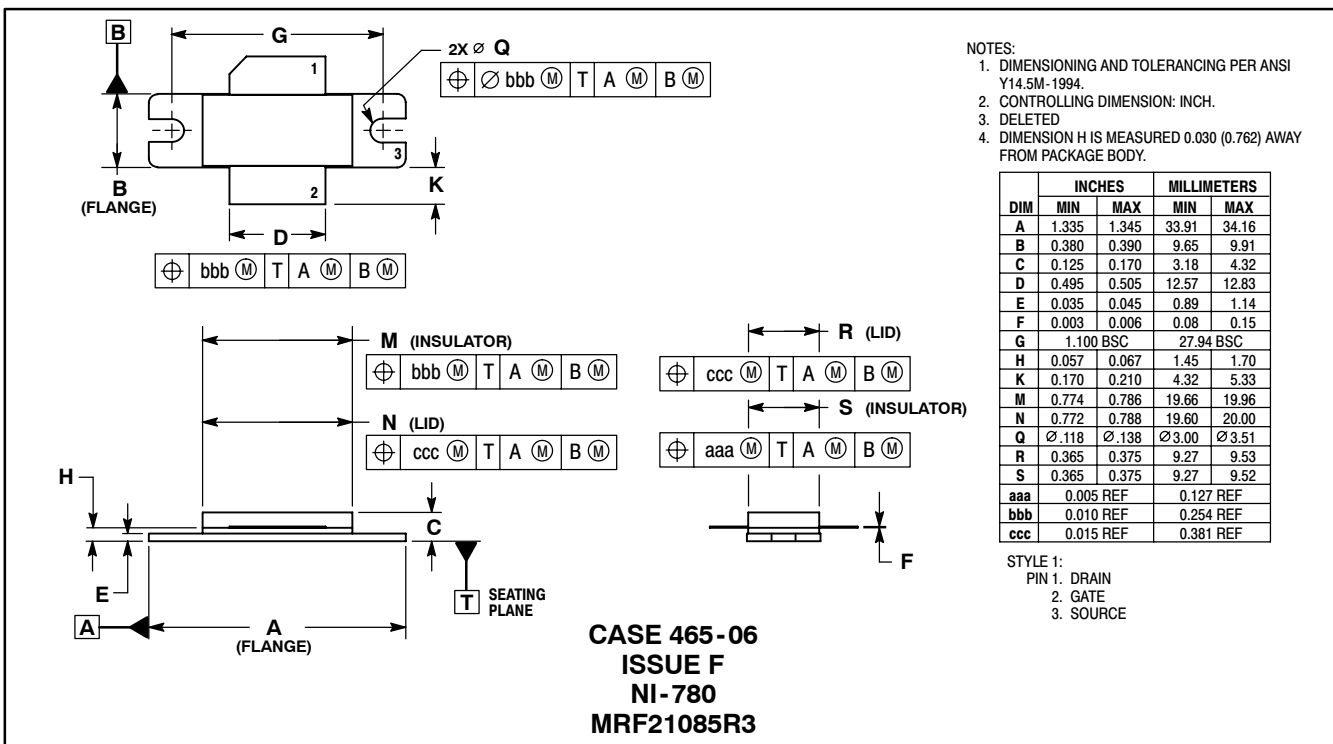 B
G
2X ⌀ Q
⌖ ⌀ bbb Ⓜ T A Ⓜ B Ⓜ
1
3
2
B
(FLANGE)
K
D
⌖ bbb Ⓜ T A Ⓜ B Ⓜ
M (INSULATOR)
⌖ bbb Ⓜ T A Ⓜ B Ⓜ
N (LID)
⌖ ccc Ⓜ T A Ⓜ B Ⓜ
R (LID)
⌖ ccc Ⓜ T A Ⓜ B Ⓜ
S (INSULATOR)
⌖ aaa Ⓜ T A Ⓜ B Ⓜ
H
C
E
F
T SEATING
PLANE
A
A
(FLANGE)
CASE 465-06
ISSUE F
NI-780
MRF21085R3
NOTES:
1. DIMENSIONING AND TOLERANCING PER ANSI
Y14.5M-1994.
2. CONTROLLING DIMENSION: INCH.
3. DELETED
4. DIMENSION H IS MEASURED 0.030 (0.762) AWAY
FROM PACKAGE BODY.
INCHES MILLIMETERS
DIM MIN MAX MIN MAX
A 1.335 1.345 33.91 34.16
B 0.380 0.390 9.65 9.91
C 0.125 0.170 3.18 4.32
D 0.495 0.505 12.57 12.83
E 0.035 0.045 0.89 1.14
F 0.003 0.006 0.08 0.15
G 1.100 BSC 27.94 BSC
H 0.057 0.067 1.45 1.70
K 0.170 0.210 4.32 5.33
M 0.774 0.786 19.66 19.96
N 0.772 0.788 19.60 20.00
Q ⌀.118 ⌀.138 ⌀3.00 ⌀3.51
R 0.365 0.375 9.27 9.53
S 0.365 0.375 9.27 9.52
aaa 0.005 REF 0.127 REF
bbb 0.010 REF 0.254 REF
ccc 0.015 REF 0.381 REF
STYLE 1:
PIN 1. DRAIN
2. GATE
3. SOURCE